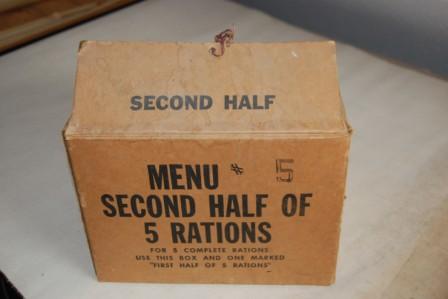 SECOND HALF
MENU # 5
SECOND HALF OF
5 RATIONS
FOR 5 COMPLETE RATIONS
USE THIS BOX AND ONE MARKED
"FIRST HALF OF 5 RATIONS"